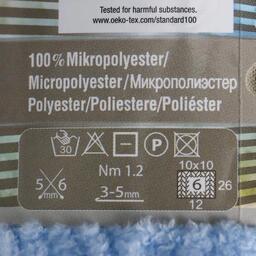 Tested for harmful substances.
www.oeko-tex.com/standard100
100% Mikropolyester/
Micropolyester/Микрополиэстер
Polyester/Poliestere/Poliéster
30 P 10x10
Nm 1.2
5 6 mm 3-5mm 6 26
12